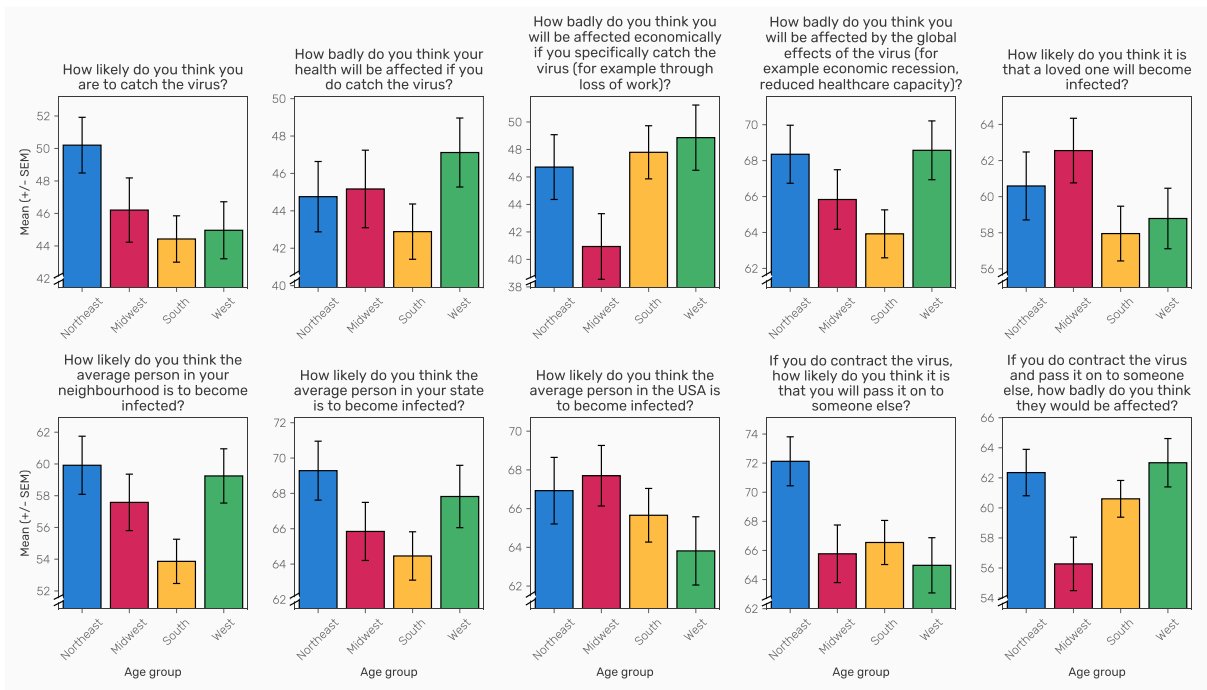 How likely do you think you
are to catch the virus?
How badly do you think your
health will be affected if you
do catch the virus?
How badly do you think you
will be affected economically
if you specifically catch the
virus (for example through
loss of work)?
How badly do you think you
will be affected by the global
effects of the virus (for
example economic recession,
reduced healthcare capacity)?
How likely do you think it is
that a loved one will become
infected?
Mean (+/- SEM)
52
50
48
46
44
42
Northeast
Midwest
South
West
50
48
46
44
42
40
Northeast
Midwest
South
West
50
48
46
44
42
40
38
Northeast
Midwest
South
West
70
68
66
64
62
Northeast
Midwest
South
West
64
62
60
58
56
Northeast
Midwest
South
West
How likely do you think the
average person in your
neighbourhood is to become
infected?
How likely do you think the
average person in your state
is to become infected?
How likely do you think the
average person in the USA is
to become infected?
If you do contract the virus,
how likely do you think it is
that you will pass it on to
someone else?
If you do contract the virus
and pass it on to someone
else, how badly do you think
they would be affected?
Mean (+/- SEM)
62
60
58
56
54
52
Northeast
Midwest
South
West
Age group
72
70
68
66
64
62
Northeast
Midwest
South
West
Age group
70
68
66
64
62
Northeast
Midwest
South
West
Age group
74
72
70
68
66
64
62
Northeast
Midwest
South
West
Age group
66
64
62
60
58
56
54
Northeast
Midwest
South
West
Age group